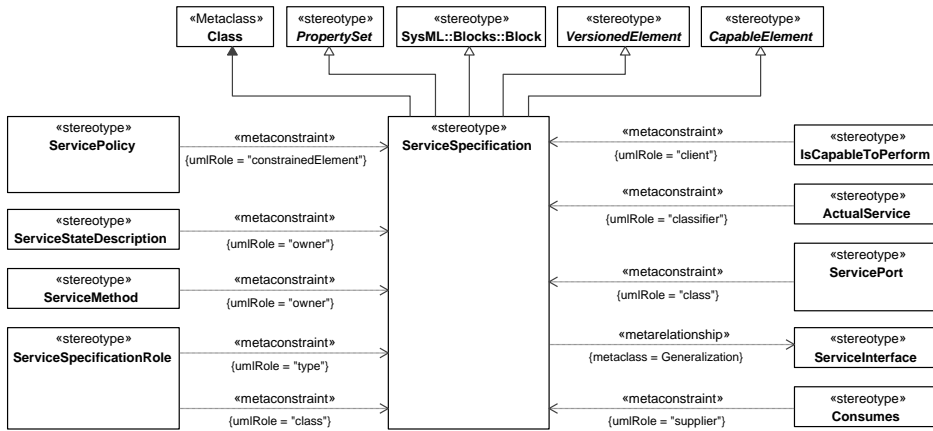 «Metaclass»
Class
«stereotype»
PropertySet
«stereotype»
SysML::Blocks::Block
«stereotype»
VersionedElement
«stereotype»
CapableElement
«stereotype»
ServicePolicy
«metaconstraint»
{umlRole = "constrainedElement"}
«stereotype»
ServiceSpecification
«metaconstraint»
{umlRole = "client"}
«stereotype»
IsCapableToPerform
«stereotype»
ServiceStateDescription
«metaconstraint»
{umlRole = "owner"}
«metaconstraint»
{umlRole = "classifier"}
«stereotype»
ActualService
«stereotype»
ServiceMethod
«metaconstraint»
{umlRole = "owner"}
«metaconstraint»
{umlRole = "class"}
«stereotype»
ServicePort
«stereotype»
ServiceSpecificationRole
«metaconstraint»
{umlRole = "type"}
«metarelationship»
{metaclass = Generalization}
«stereotype»
ServiceInterface
«metaconstraint»
{umlRole = "class"}
«metaconstraint»
{umlRole = "supplier"}
«stereotype»
Consumes